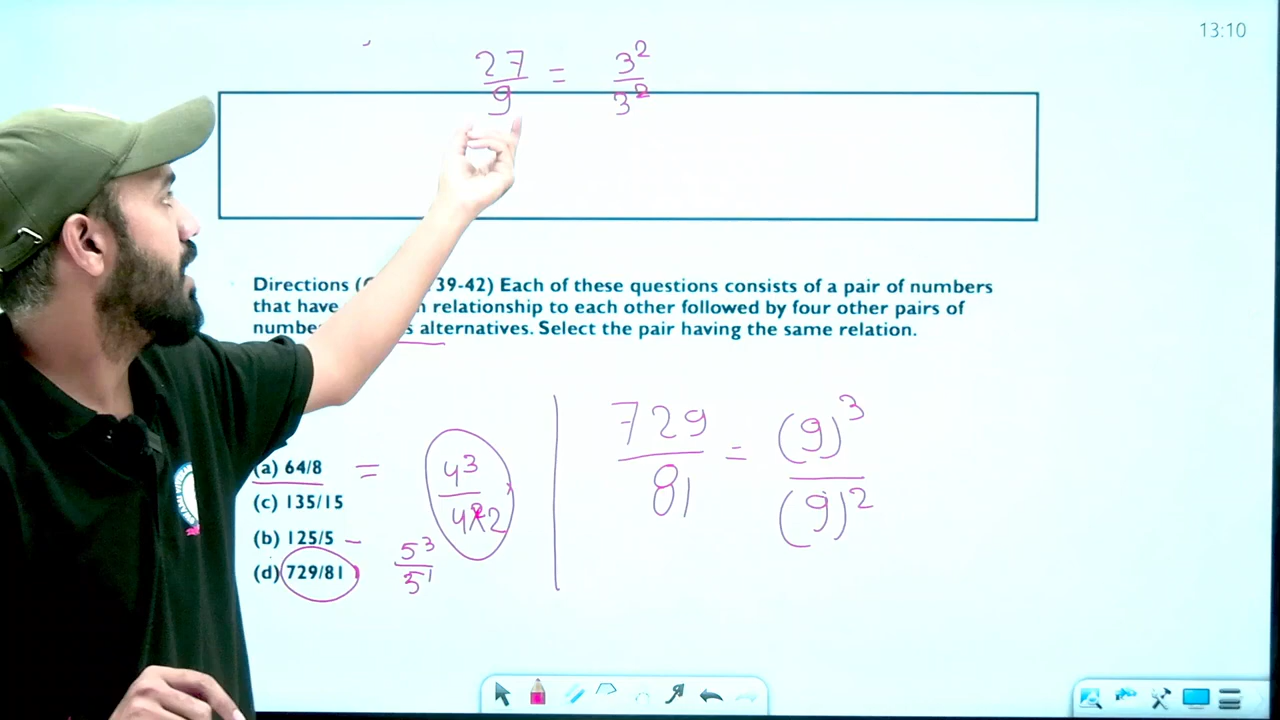 13:10
27/9 = 3²/3²
Directions ( 39-42) Each of these questions consists of a pair of numbers
that have relationship to each other followed by four other pairs of
alternatives. Select the pair having the same relation.
729/81 = (9)³/(9)²
(a) 64/8 = 4³/4×2
(c) 135/15
(b) 125/5 - 5³/5¹
(d) 729/81